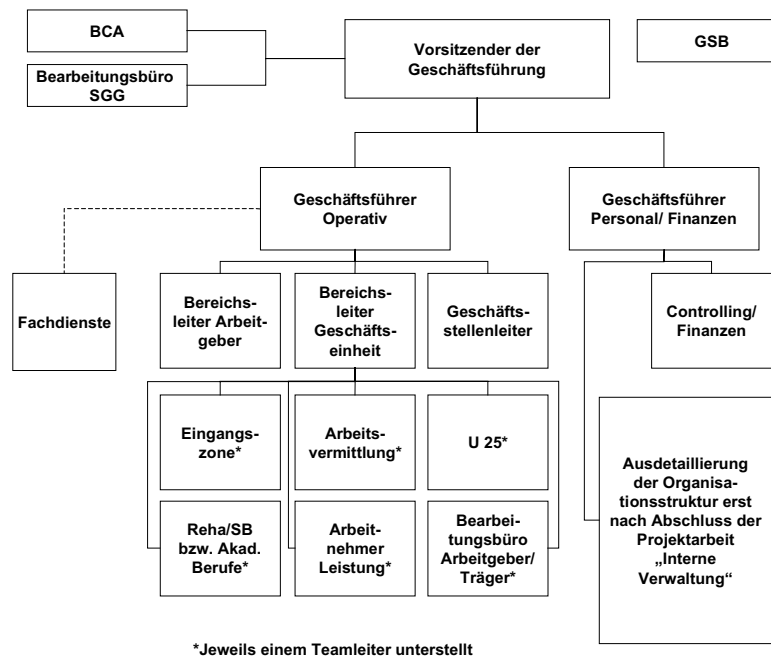 BCA
Bearbeitungsbüro
SGG
Vorsitzender der
Geschäftsführung
GSB
Geschäftsführer
Operativ
Geschäftsführer
Personal/ Finanzen
Fachdienste
Bereichs-
leiter Arbeit-
geber
Bereichs-
leiter
Geschäfts-
einheit
Geschäfts-
stellenleiter
Controlling/
Finanzen
Eingangs-
zone*
Arbeits-
vermittlung*
U 25*
Reha/SB
bzw. Akad.
Berufe*
Arbeit-
nehmer
Leistung*
Bearbei-
tungsbüro
Arbeitgeber/
Träger*
Ausdetaillierung
der Organisa-
tionsstruktur erst
nach Abschluss der
Projektarbeit
„Interne
Verwaltung“
*Jeweils einem Teamleiter unterstellt